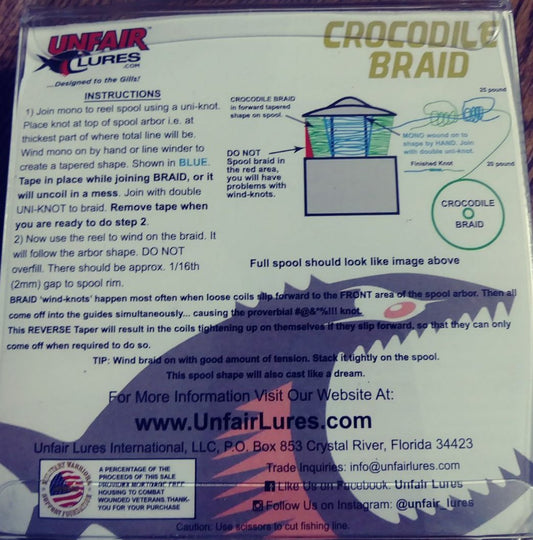 UNFAIR
LURES
.COM
...Designed to the Gills!
CROCODILE
BRAID
INSTRUCTIONS
1) Join mono to reel spool using a uni-knot.
Place knot at top of spool arbor i.e. at
thickest part of where total line will be.
Wind mono on by hand or line winder to
create a tapered shape. Shown in BLUE.
Tape in place while joining BRAID, or it
will uncoil in a mess. Join with double
UNI-KNOT to braid. Remove tape when
you are ready to do step 2.
2) Now use the reel to wind on the braid. It
will follow the arbor shape. DO NOT
overfill. There should be approx. 1/16th
(2mm) gap to spool rim.
CROCODILE BRAID
in forward tapered
shape on spool.
DO NOT
Spool braid in
the red area,
you will have
problems with
wind-knots.
25 pound
MONO wound on to
shape by HAND. Join
with double uni-knot.
Finished Knot
20 pound
CROCODILE
BRAID
Full spool should look like image above
BRAID 'wind-knots' happen most often when loose coils slip forward to the FRONT area of the spool arbor. Then all
come off into the guides simultaneously... causing the proverbial #@&*%!!! knot.
This REVERSE Taper will result in the coils tightening up on themselves if they slip forward, so that they can only
come off when required to do so.
TIP: Wind braid on with good amount of tension. Stack it tightly on the spool.
This spool shape will also cast like a dream.
For More Information Visit Our Website At:
www.UnfairLures.com
Unfair Lures International, LLC, P.O. Box 853 Crystal River, Florida 34423
Trade Inquiries: info@unfairlures.com
Like Us on Facebook: Unfair Lures
Follow Us on Instagram: @unfair_lures
MILITARY WARRIORS
SUPPORT FOUNDATION
A PERCENTAGE OF THE
PROCEEDS OF THIS SALE
PROVIDES MORTGAGE FREE
HOUSING TO COMBAT
WOUNDED VETERANS.THANK-
YOU FOR YOUR PURCHASE
Caution: Use scissors to cut fishing line.